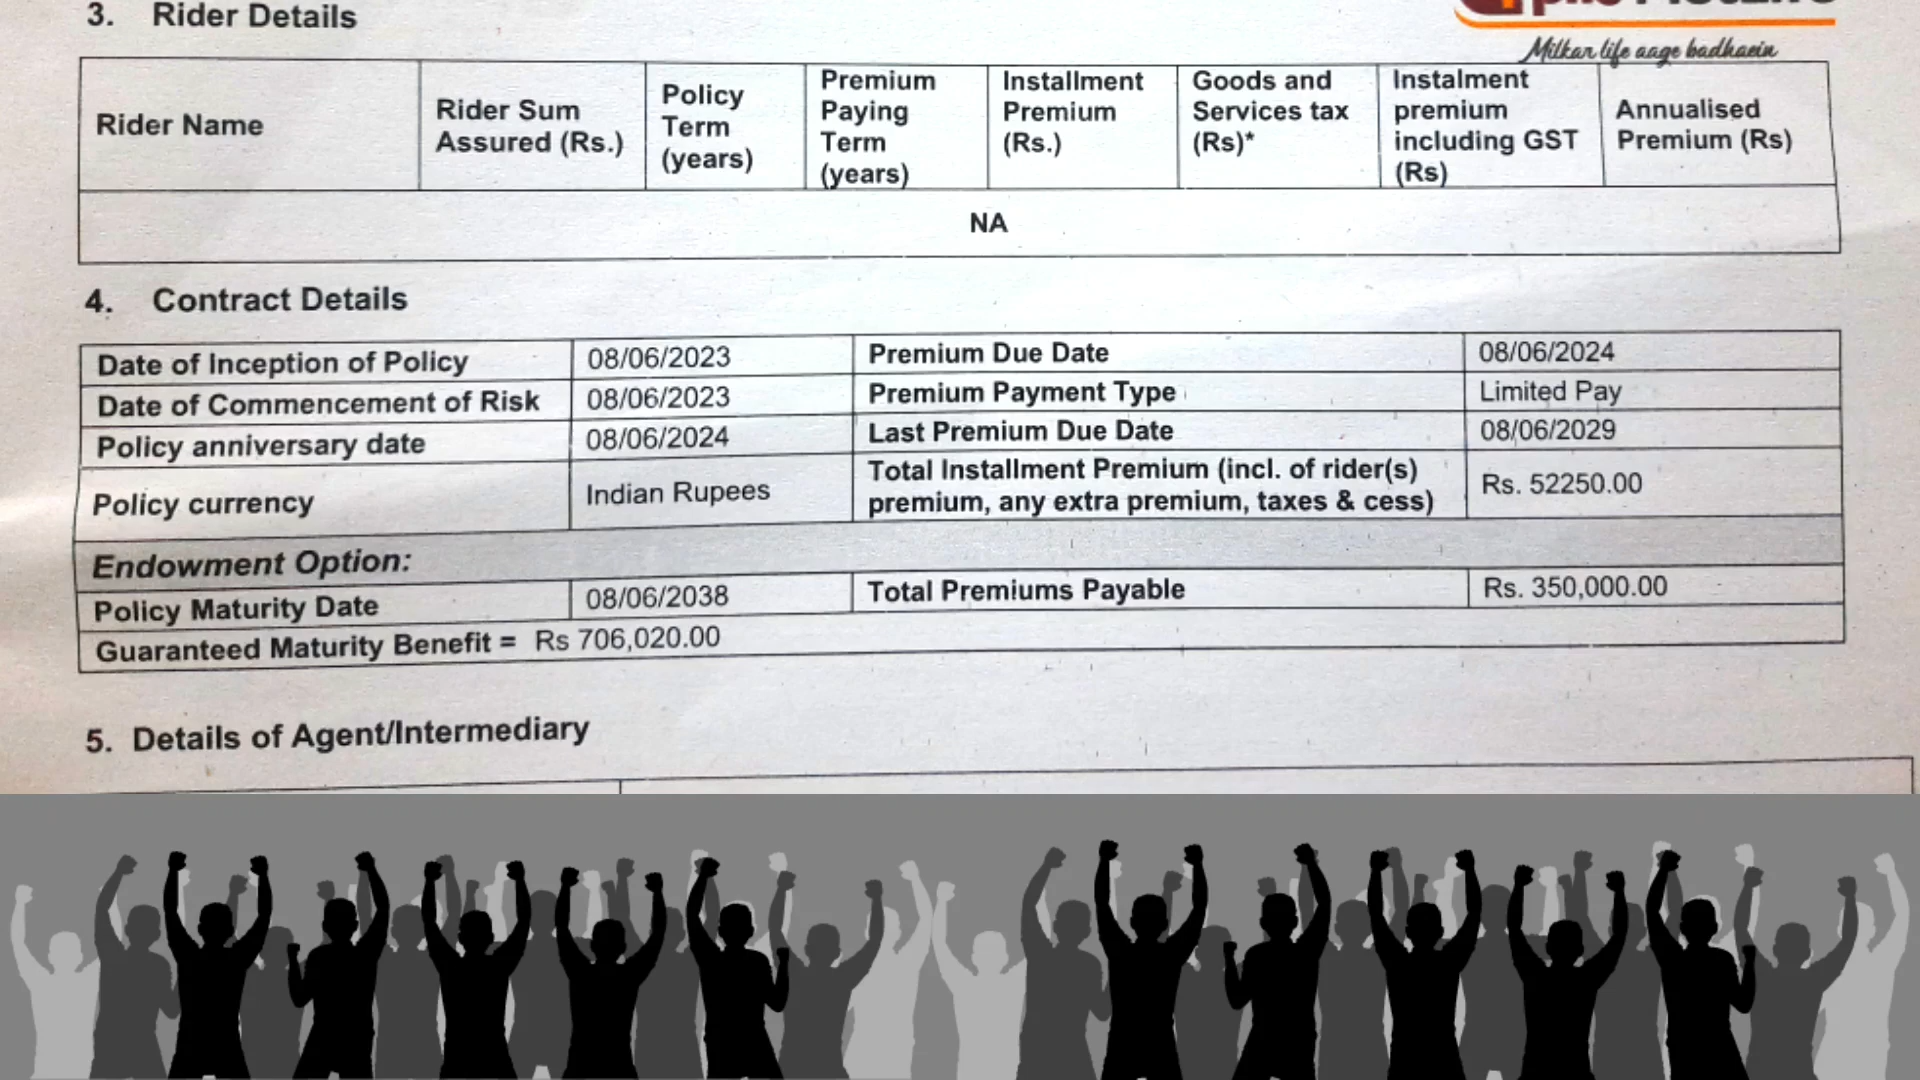 3. Rider Details
Milkar life aage badhaein
Rider Name
Rider Sum
Assured (Rs.)
Policy
Term
(years)
Premium
Paying
Term
(years)
Installment
Premium
(Rs.)
Goods and
Services tax
(Rs)*
Instalment
premium
including GST
(Rs)
Annualised
Premium (Rs)
NA
4. Contract Details
Date of Inception of Policy 08/06/2023 Premium Due Date 08/06/2024
Date of Commencement of Risk 08/06/2023 Premium Payment Type Limited Pay
Policy anniversary date 08/06/2024 Last Premium Due Date 08/06/2029
Policy currency Indian Rupees
Total Installment Premium (incl. of rider(s)
premium, any extra premium, taxes & cess)
Rs. 52250.00
Endowment Option:
Policy Maturity Date 08/06/2038 Total Premiums Payable Rs. 350,000.00
Guaranteed Maturity Benefit = Rs 706,020.00
5. Details of Agent/Intermediary